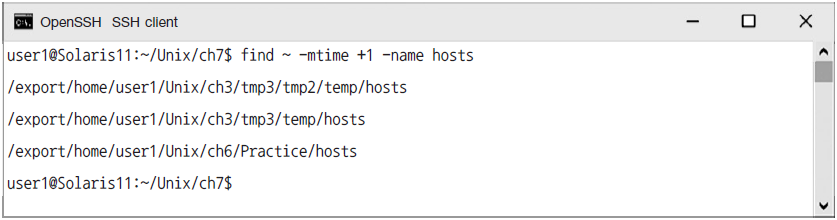 OpenSSH SSH client
user1@Solaris11:~/Unix/ch7$ find ~ -mtime +1 -name hosts
/export/home/user1/Unix/ch3/tmp3/tmp2/temp/hosts
/export/home/user1/Unix/ch3/tmp3/temp/hosts
/export/home/user1/Unix/ch6/Practice/hosts
user1@Solaris11:~/Unix/ch7$